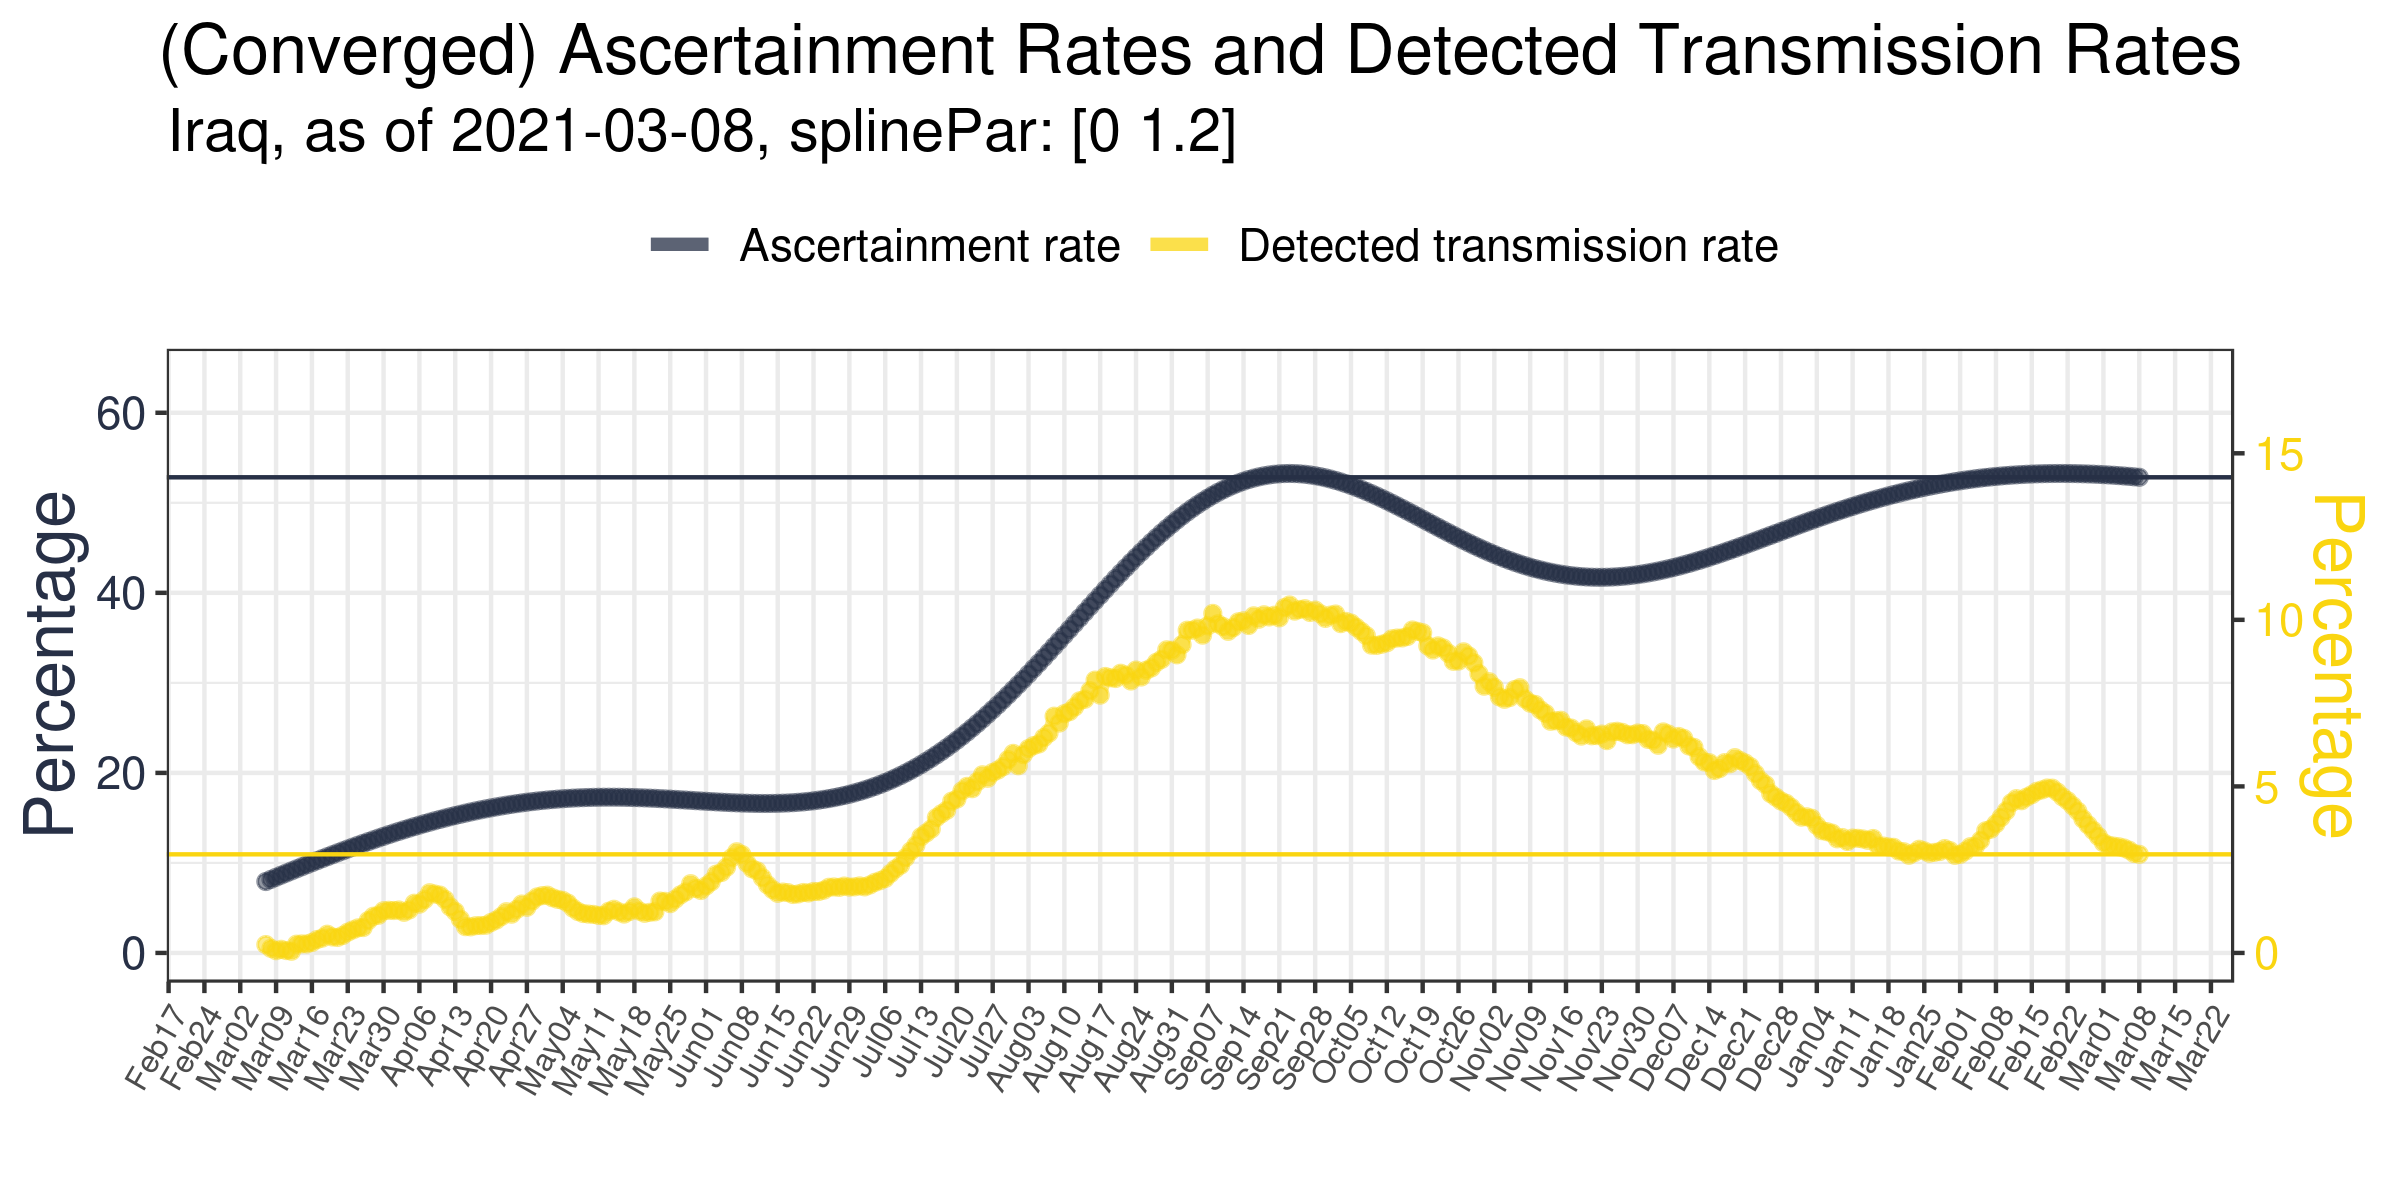 (Converged) Ascertainment Rates and Detected Transmission Rates
Iraq, as of 2021-03-08, splinePar: [0 1.2]
Ascertainment rate
Detected transmission rate
Percentage
60
40
20
0
15
10
5
0
Percentage
Feb17
Feb24
Mar02
Mar09
Mar16
Mar23
Mar30
Apr06
Apr13
Apr20
Apr27
May04
May11
May18
May25
Jun01
Jun08
Jun15
Jun22
Jun29
Jul06
Jul13
Jul20
Jul27
Aug03
Aug10
Aug17
Aug24
Aug31
Sep07
Sep14
Sep21
Sep28
Oct05
Oct12
Oct19
Oct26
Nov02
Nov09
Nov16
Nov23
Nov30
Dec07
Dec14
Dec21
Dec28
Jan04
Jan11
Jan18
Jan25
Feb01
Feb08
Feb15
Feb22
Mar01
Mar08
Mar15
Mar22